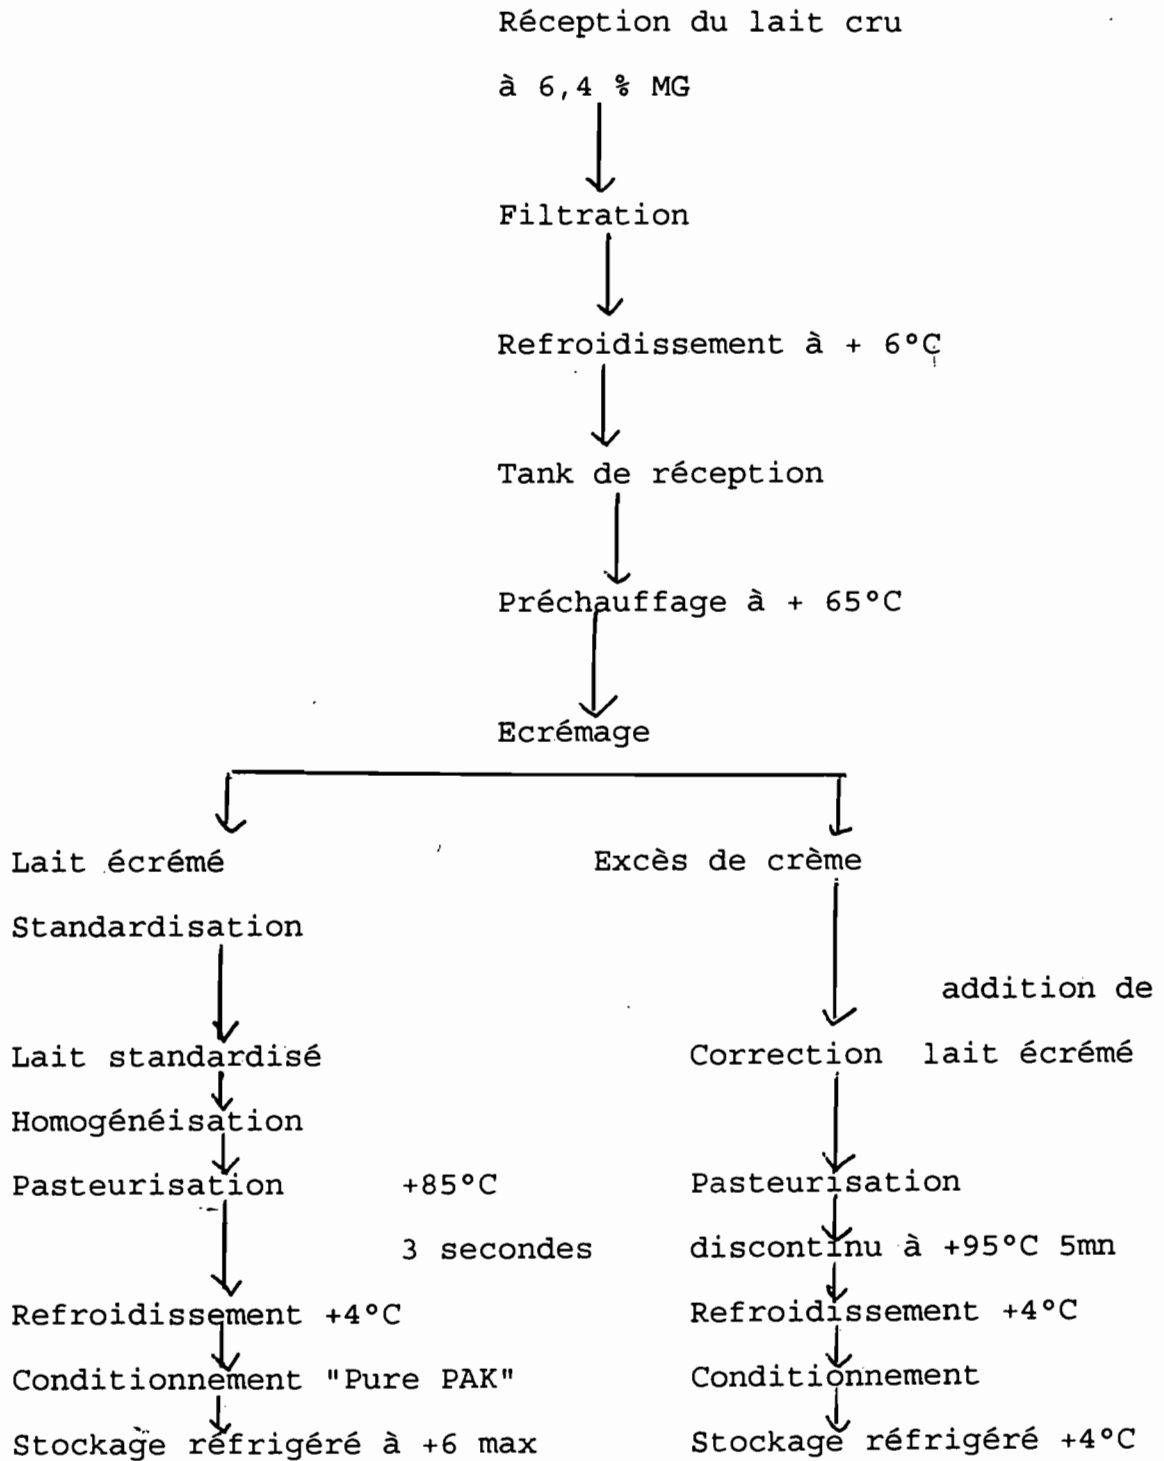 Réception du lait cru
à 6,4 % MG
Filtration
Refroidissement à + 6°C
Tank de réception
Préchauffage à + 65°C
Ecrémage
Lait écrémé
Excès de crème
Standardisation
addition de
Lait standardisé
Correction lait écrémé
Homogénéisation
Pasteurisation +85°C
Pasteurisation
3 secondes
discontinu à +95°C 5mn
Refroidissement +4°C
Refroidissement +4°C
Conditionnement "Pure PAK"
Conditionnement
Stockage réfrigéré à +6 max
Stockage réfrigéré +4°C